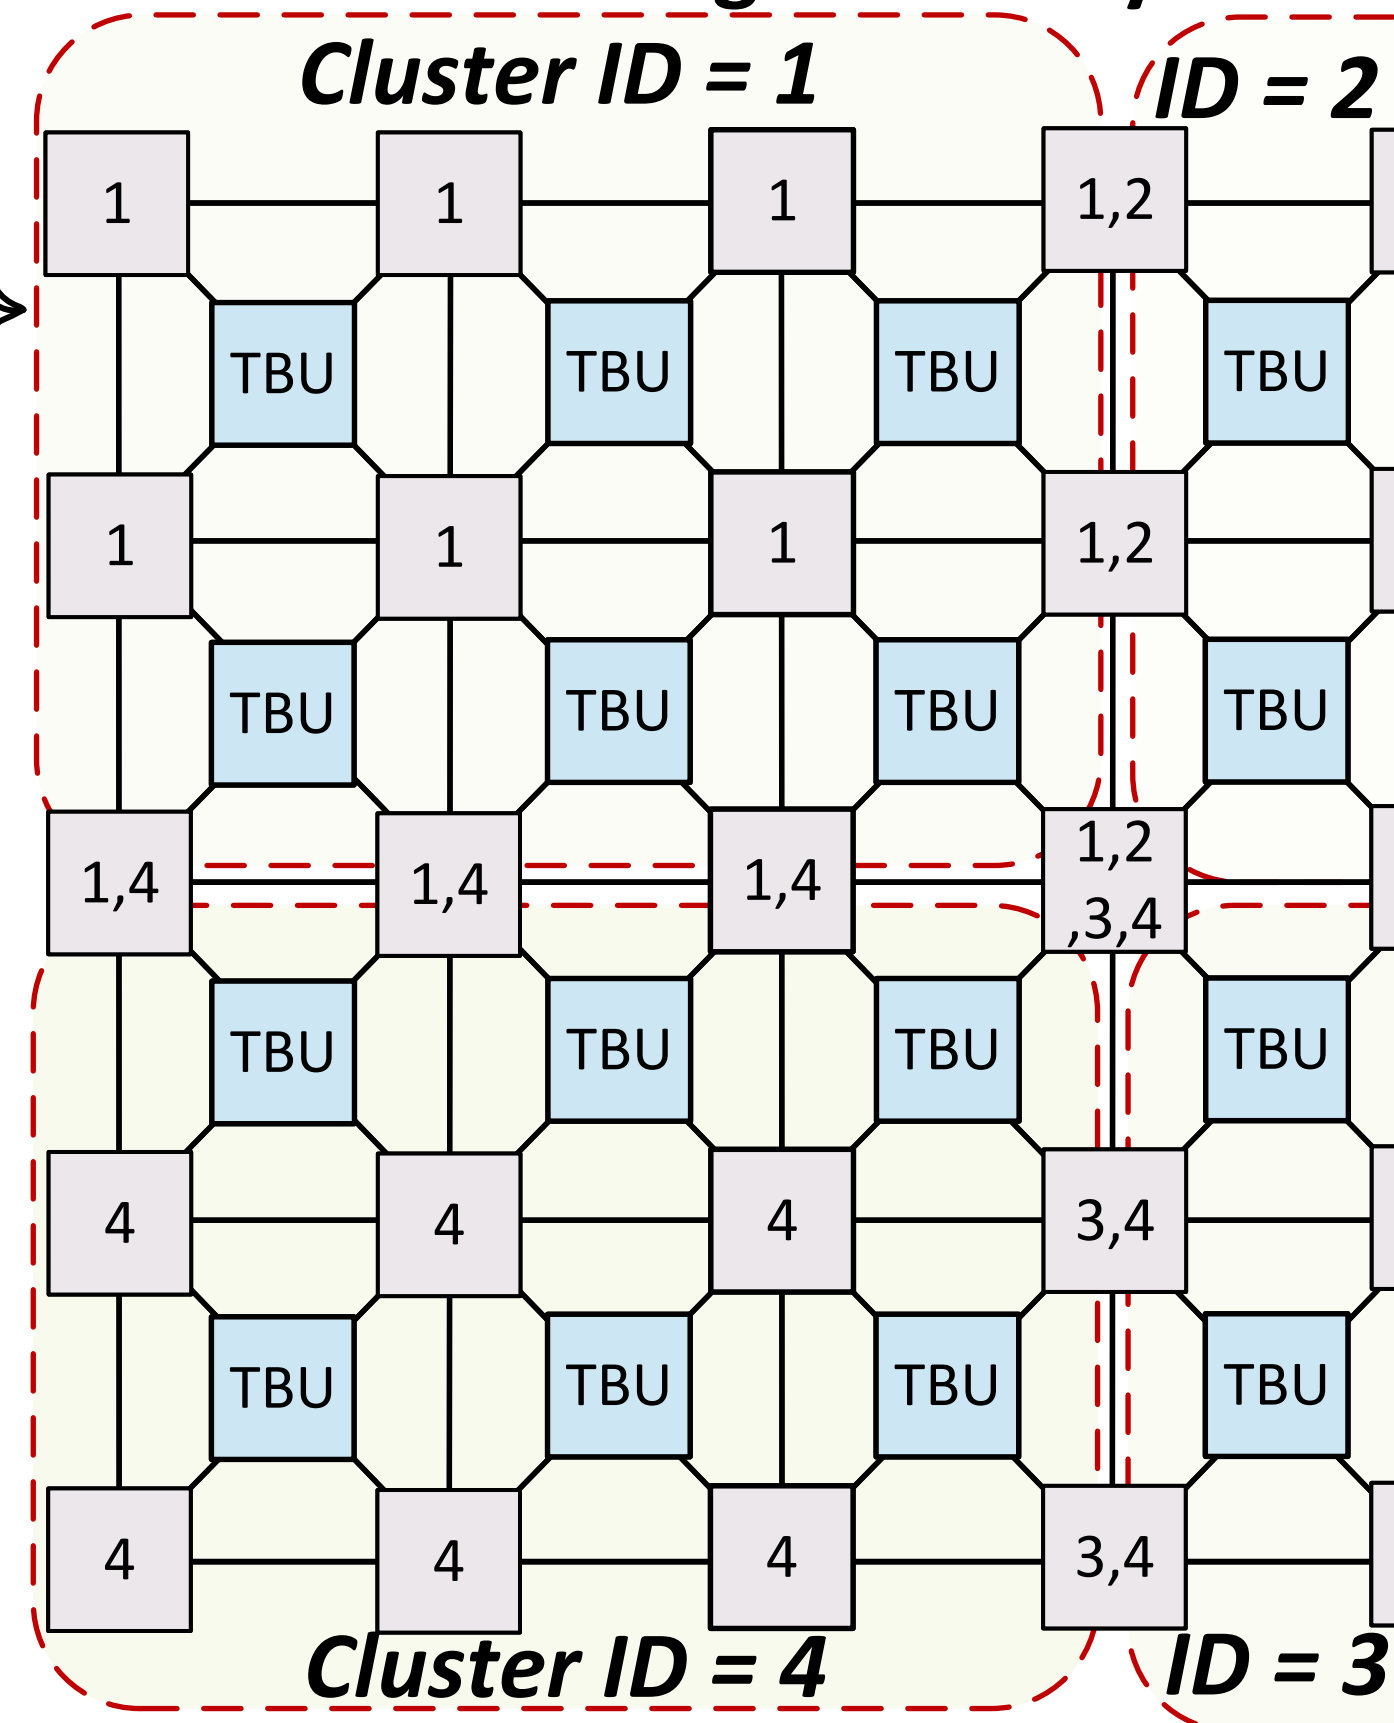 Cluster ID = 1
ID = 2
1
1
1
1,2
TBU
TBU
TBU
TBU
1
1
1
1,2
TBU
TBU
TBU
TBU
1,4
1,4
1,4
1,2
,3,4
TBU
TBU
TBU
TBU
4
4
4
3,4
TBU
TBU
TBU
TBU
4
4
4
3,4
Cluster ID = 4
ID = 3